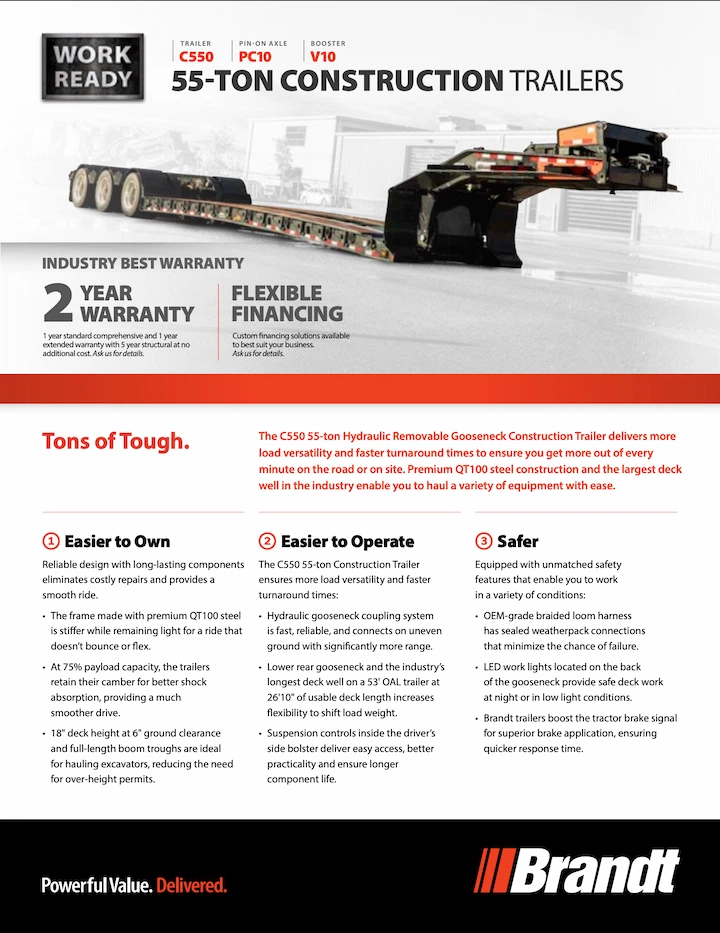 WORK
READY
TRAILER
C550
PIN-ON AXLE
PC10
BOOSTER
V10
55-TON CONSTRUCTION TRAILERS
INDUSTRY BEST WARRANTY
2 YEAR
WARRANTY
1 year standard comprehensive and 1 year
extended warranty with 5 year structural at no
additional cost. Ask us for details.
FLEXIBLE
FINANCING
Custom financing solutions available
to best suit your business.
Ask us for details.
Tons of Tough.
The C550 55-ton Hydraulic Removable Gooseneck Construction Trailer delivers more
load versatility and faster turnaround times to ensure you get more out of every
minute on the road or on site. Premium QT100 steel construction and the largest deck
well in the industry enable you to haul a variety of equipment with ease.
1 Easier to Own
Reliable design with long-lasting components
eliminates costly repairs and provides a
smooth ride.
• The frame made with premium QT100 steel
is stiffer while remaining light for a ride that
doesn't bounce or flex.
• At 75% payload capacity, the trailers
retain their camber for better shock
absorption, providing a much
smoother drive.
• 18" deck height at 6" ground clearance
and full-length boom troughs are ideal
for hauling excavators, reducing the need
for over-height permits.
2 Easier to Operate
The C550 55-ton Construction Trailer
ensures more load versatility and faster
turnaround times:
• Hydraulic gooseneck coupling system
is fast, reliable, and connects on uneven
ground with significantly more range.
• Lower rear gooseneck and the industry's
longest deck well on a 53' OAL trailer at
26'10" of usable deck length increases
flexibility to shift load weight.
• Suspension controls inside the driver's
side bolster deliver easy access, better
practicality and ensure longer
component life.
3 Safer
Equipped with unmatched safety
features that enable you to work
in a variety of conditions:
• OEM-grade braided loom harness
has sealed weatherpack connections
that minimize the chance of failure.
• LED work lights located on the back
of the gooseneck provide safe deck work
at night or in low light conditions.
• Brandt trailers boost the tractor brake signal
for superior brake application, ensuring
quicker response time.
Powerful Value. Delivered.
Brandt